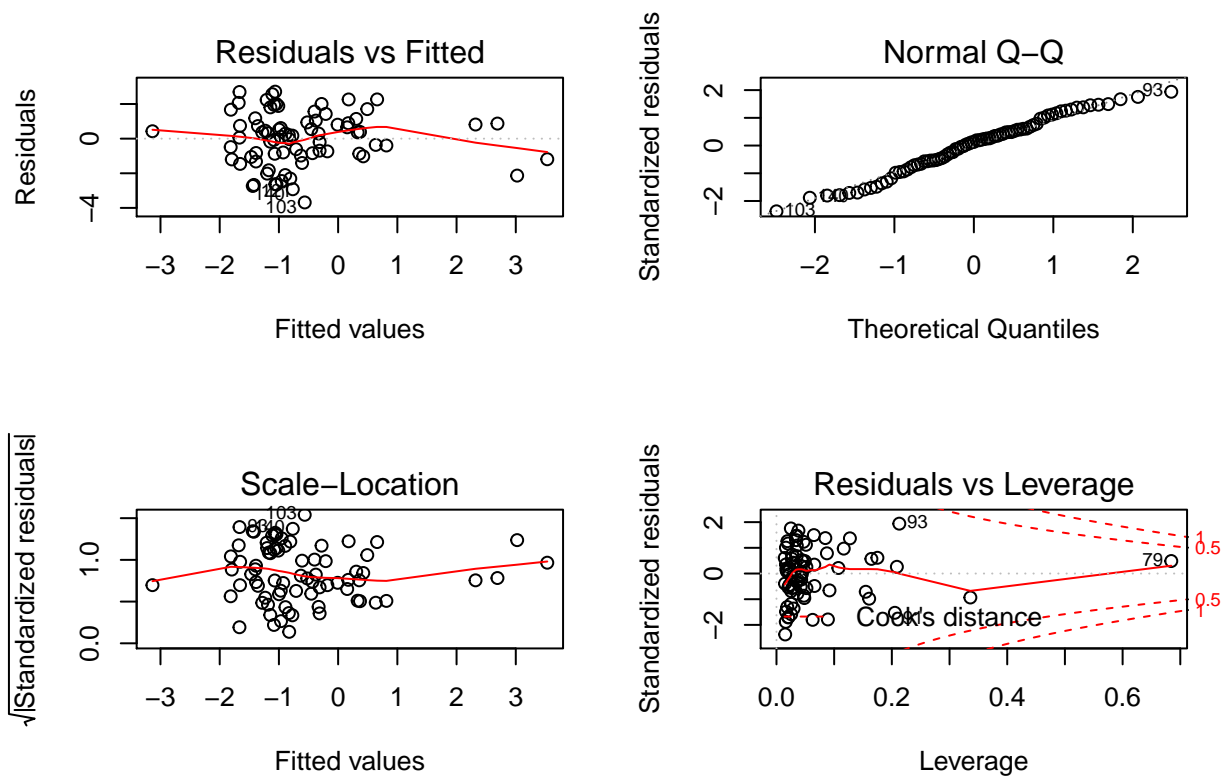 Residuals vs Fitted
Residuals
0
−4
103
−3 −2 −1 0 1 2 3
Fitted values
Normal Q−Q
Standardized residuals
2
0
−2
93
103
−2 −1 0 1 2
Theoretical Quantiles
Scale−Location
√|Standardized residuals|
1.0
0.0
103
−3 −2 −1 0 1 2 3
Fitted values
Residuals vs Leverage
Standardized residuals
2
0
−2
93
79
1
0.5
0.5
1
Cook's distance
0.0 0.2 0.4 0.6
Leverage